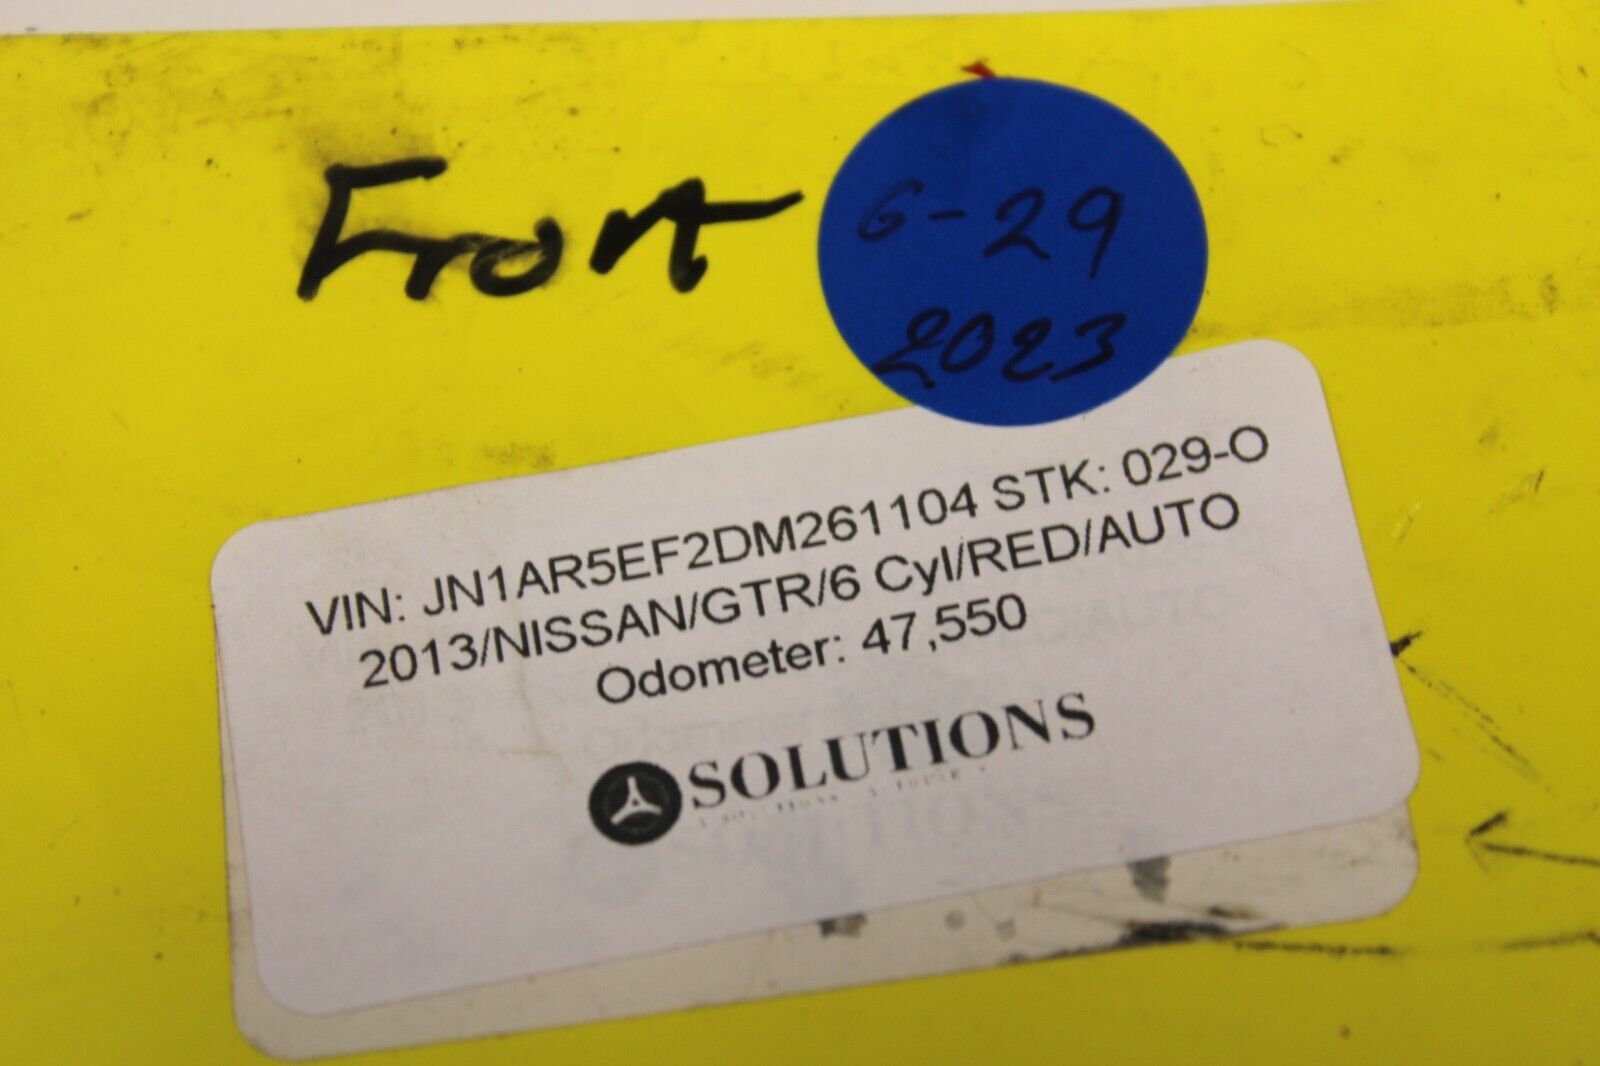 Front
6-29
2023
VIN: JN1AR5EF2DM261104 STK: 029-O
2013/NISSAN/GTR/6 Cyl/RED/AUTO
Odometer: 47,550
SOLUTIONS